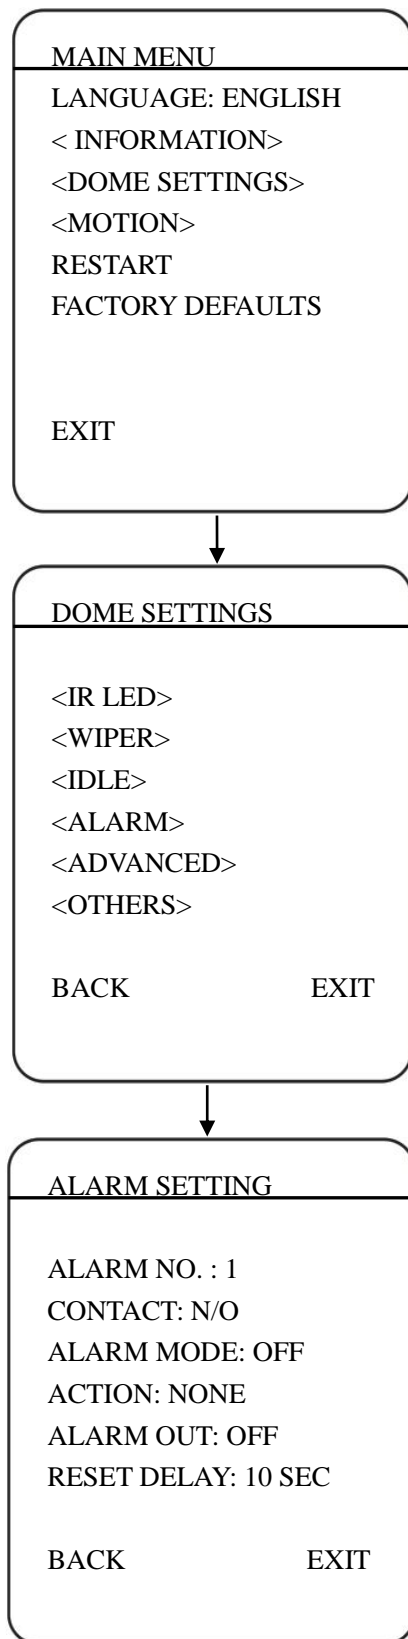 MAIN MENU
LANGUAGE: ENGLISH
< INFORMATION>
<DOME SETTINGS>
<MOTION>
RESTART
FACTORY DEFAULTS
EXIT
DOME SETTINGS
<IR LED>
<WIPER>
<IDLE>
<ALARM>
<ADVANCED>
<OTHERS>
BACK EXIT
ALARM SETTING
ALARM NO. : 1
CONTACT: N/O
ALARM MODE: OFF
ACTION: NONE
ALARM OUT: OFF
RESET DELAY: 10 SEC
BACK EXIT